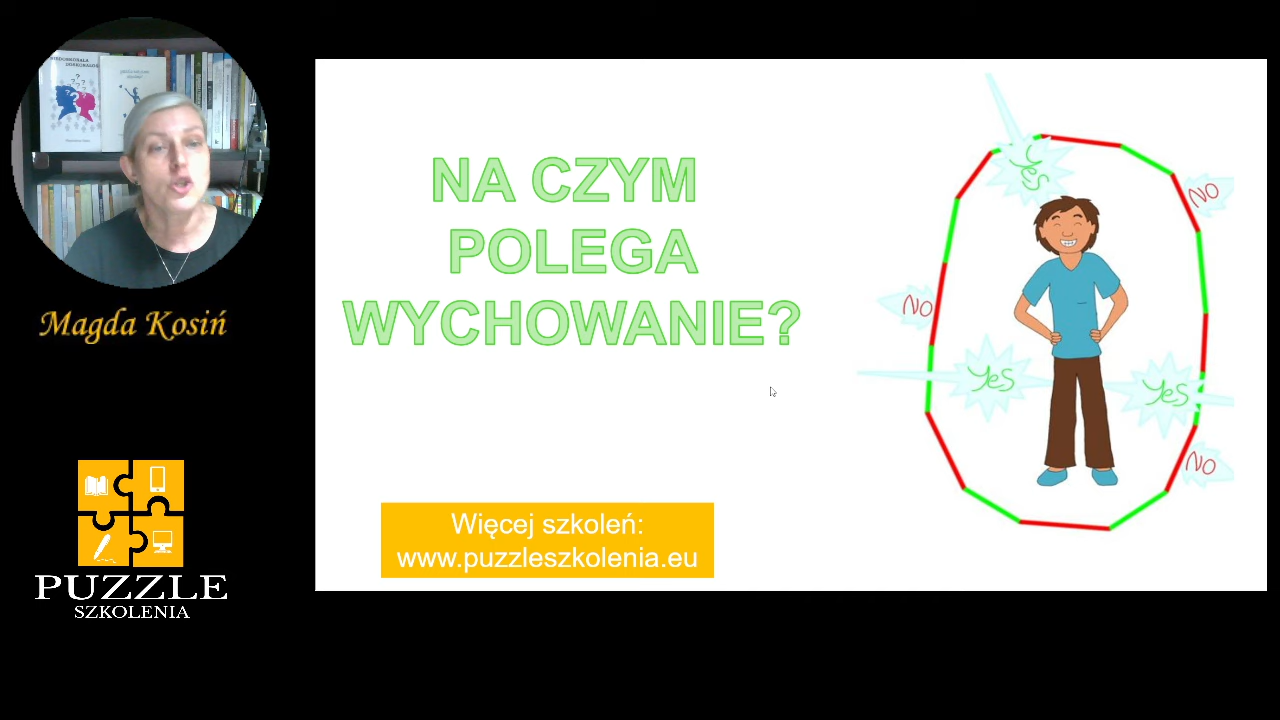 Magda Kosiń
PUZZLE
SZKOLENIA
NA CZYM
POLEGA
WYCHOWANIE?
Więcej szkoleń:
www.puzzleszkolenia.eu
Yes
NO
NO
Yes
Yes
NO